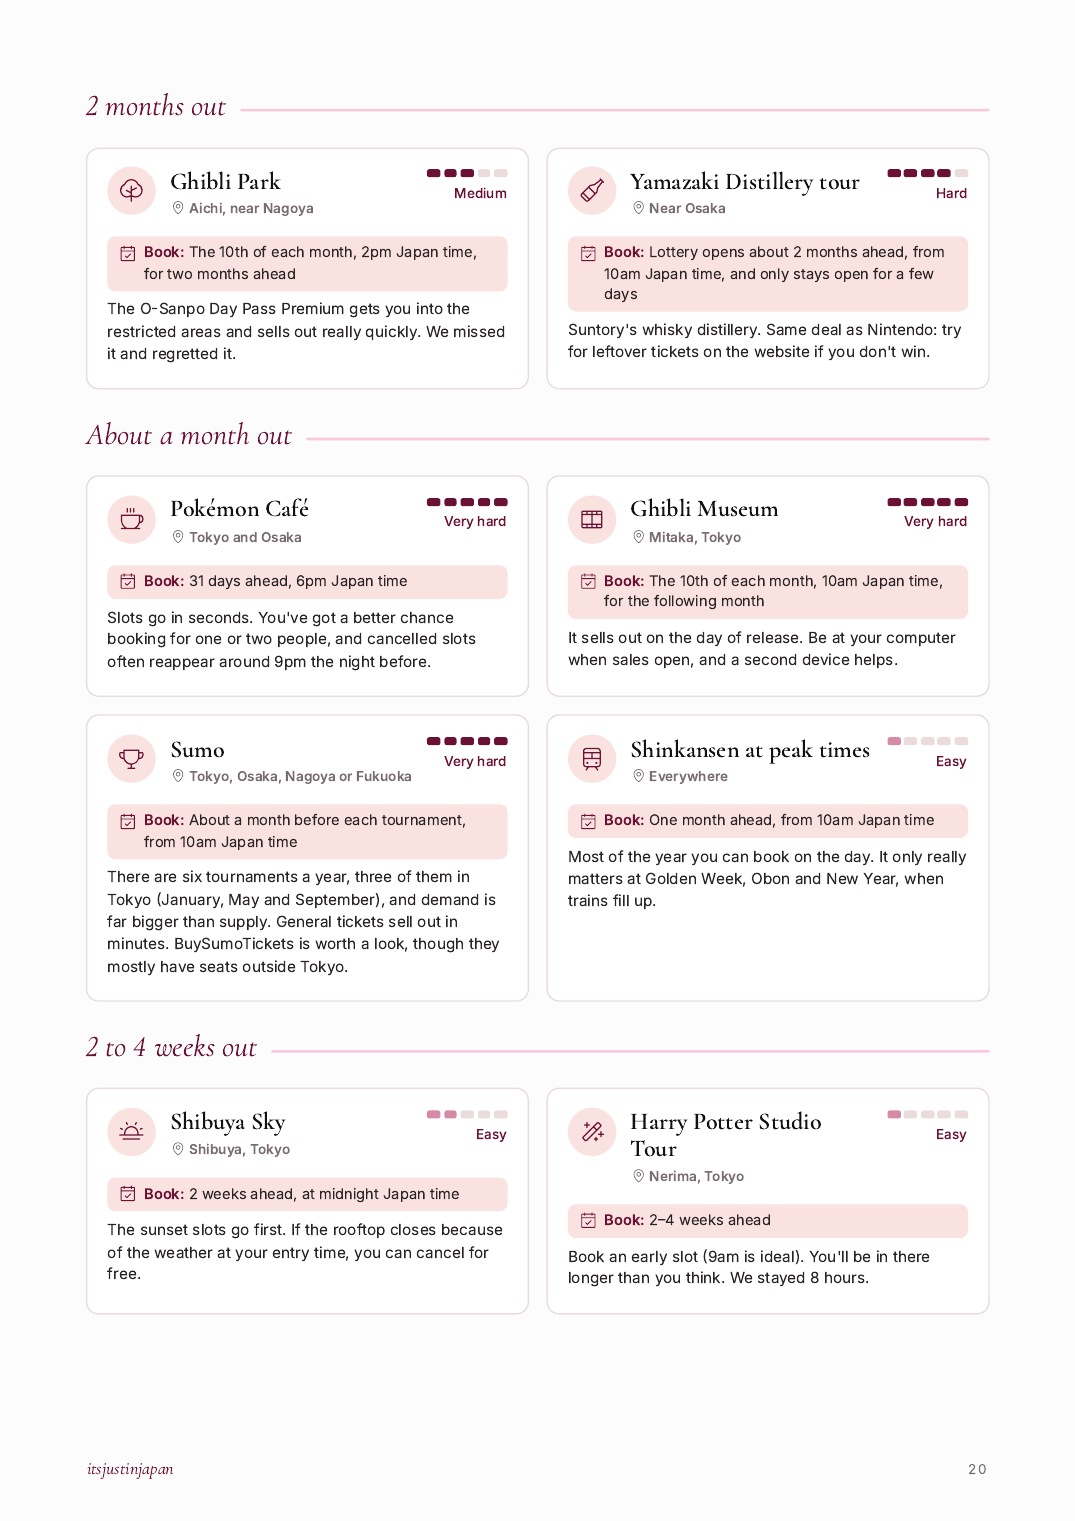 2 months out
Ghibli Park
Medium
Aichi, near Nagoya
Book: The 10th of each month, 2pm Japan time,
for two months ahead
The O-Sanpo Day Pass Premium gets you into the
restricted areas and sells out really quickly. We missed
it and regretted it.
Yamazaki Distillery tour
Hard
Near Osaka
Book: Lottery opens about 2 months ahead, from
10am Japan time, and only stays open for a few
days
Suntory's whisky distillery. Same deal as Nintendo: try
for leftover tickets on the website if you don't win.
About a month out
Pokémon Café
Very hard
Tokyo and Osaka
Book: 31 days ahead, 6pm Japan time
Slots go in seconds. You've got a better chance
booking for one or two people, and cancelled slots
often reappear around 9pm the night before.
Ghibli Museum
Very hard
Mitaka, Tokyo
Book: The 10th of each month, 10am Japan time,
for the following month
It sells out on the day of release. Be at your computer
when sales open, and a second device helps.
Sumo
Very hard
Tokyo, Osaka, Nagoya or Fukuoka
Book: About a month before each tournament,
from 10am Japan time
There are six tournaments a year, three of them in
Tokyo (January, May and September), and demand is
far bigger than supply. General tickets sell out in
minutes. BuySumoTickets is worth a look, though they
mostly have seats outside Tokyo.
Shinkansen at peak times
Easy
Everywhere
Book: One month ahead, from 10am Japan time
Most of the year you can book on the day. It only really
matters at Golden Week, Obon and New Year, when
trains fill up.
2 to 4 weeks out
Shibuya Sky
Easy
Shibuya, Tokyo
Book: 2 weeks ahead, at midnight Japan time
The sunset slots go first. If the rooftop closes because
of the weather at your entry time, you can cancel for
free.
Harry Potter Studio
Tour
Easy
Nerima, Tokyo
Book: 2–4 weeks ahead
Book an early slot (9am is ideal). You'll be in there
longer than you think. We stayed 8 hours.
itsjustinjapan
20